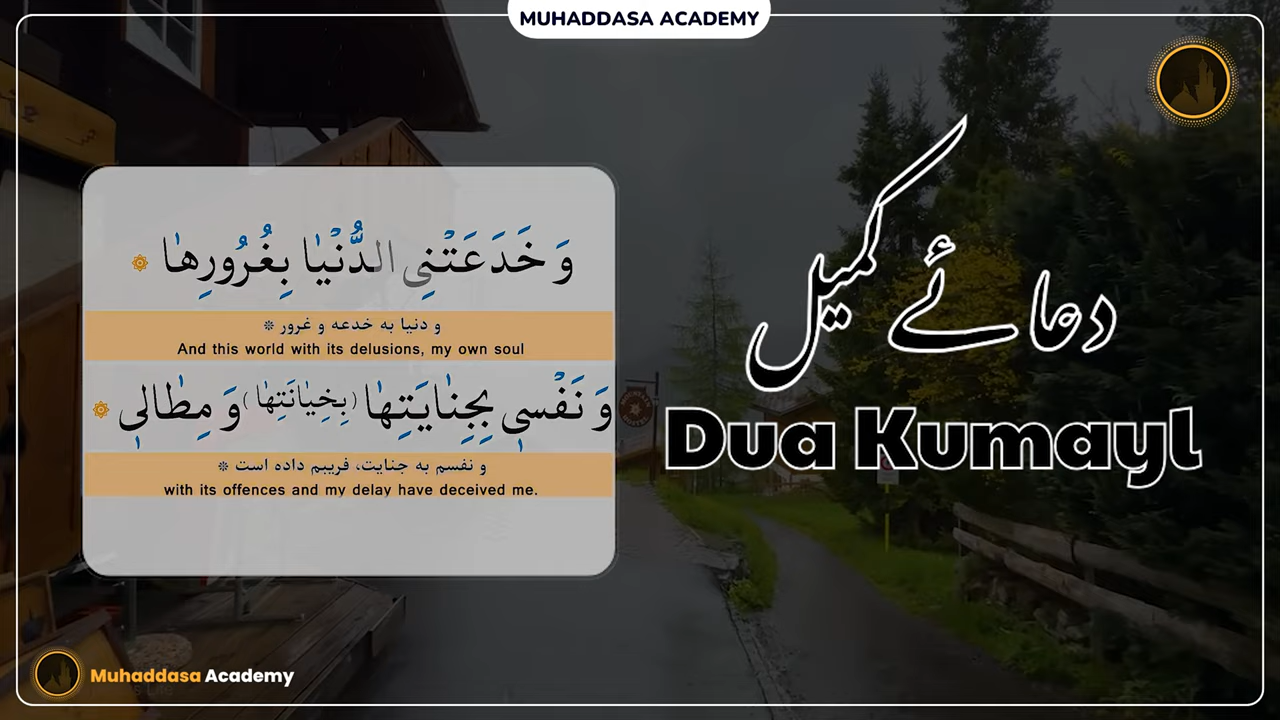 MUHADDASA ACADEMY
وَ خَدَعَتْنِی الدُّنْیٰا بِغُرُورِهٰا ۞
و دنیا به خدعه و غرور ❊
And this world with its delusions, my own soul
وَ نَفْسٖی بِجِنٰایَتِهٰا (بِخِیٰانَتِهٰا) وَ مِطٰالٖی ۞
و نفسم به جنایت، فریبم داده است ❊
with its offences and my delay have deceived me.
دعائے کمیل
Dua Kumayl
Muhaddasa Academy